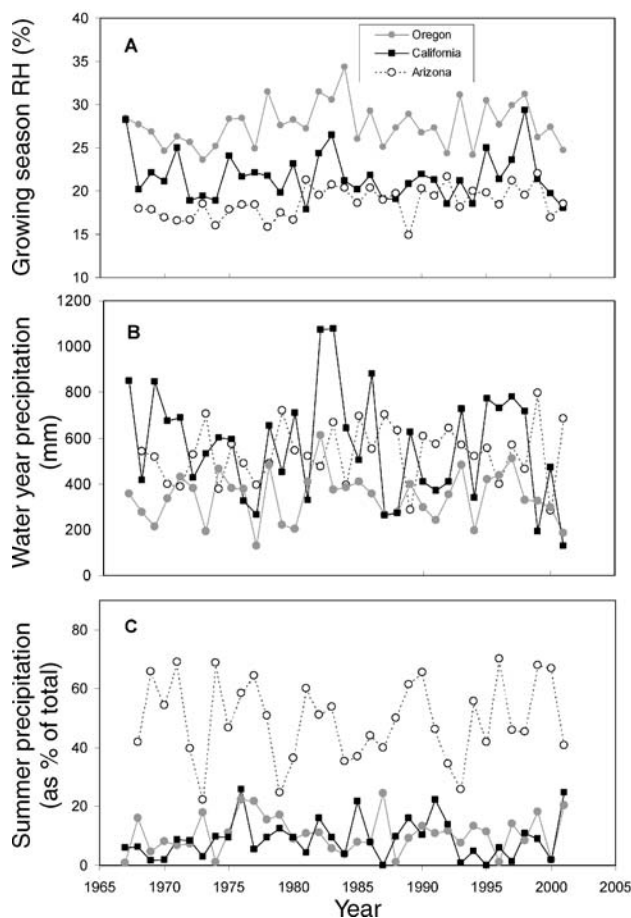 Growing season RH (%)
40
35
30
25
20
15
10
A
Oregon
California
Arizona
Water year precipitation
(mm)
1200
1000
800
600
400
200
0
B
Summer precipitation
(as % of total)
80
60
40
20
0
C
1965 1970 1975 1980 1985 1990 1995 2000 2005
Year